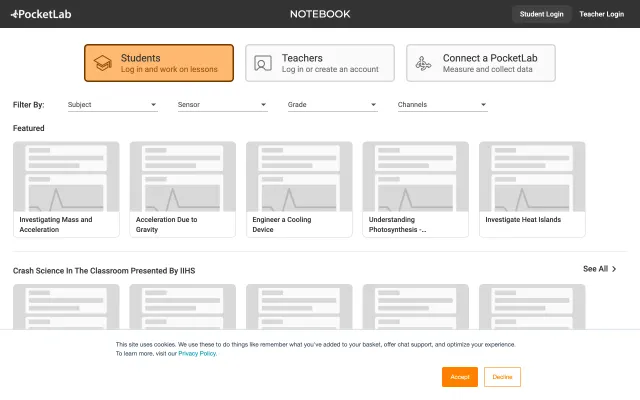 PocketLab
NOTEBOOK
Student Login
Teacher Login
Students
Log in and work on lessons
Teachers
Log in or create an account
Connect a PocketLab
Measure and collect data
Filter By:
Subject
Sensor
Grade
Channels
Featured
Investigating Mass and
Acceleration
Acceleration Due to
Gravity
Engineer a Cooling
Device
Understanding
Photosynthesis -...
Investigate Heat Islands
Crash Science In The Classroom Presented By IIHS
See All
This site uses cookies. We use these to do things like remember what you've added to your basket, offer chat support, and optimize your experience.
To learn more, visit our Privacy Policy.
Accept
Decline